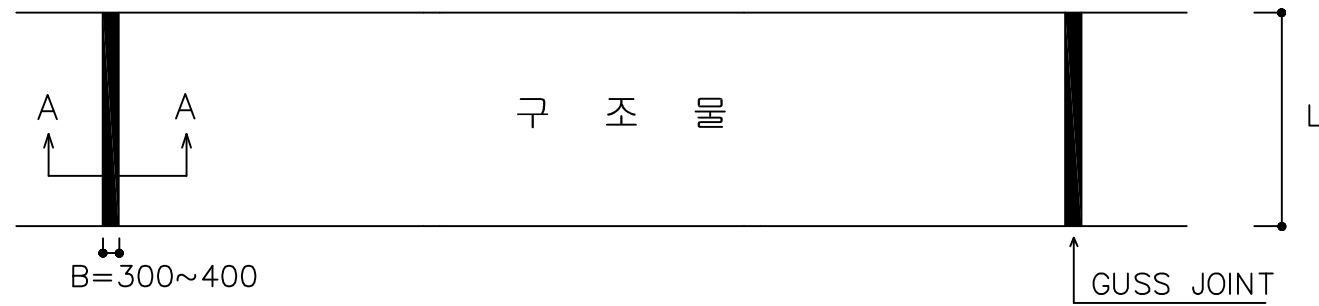 A A
구 조 물
L
B=300~400
GUSS JOINT